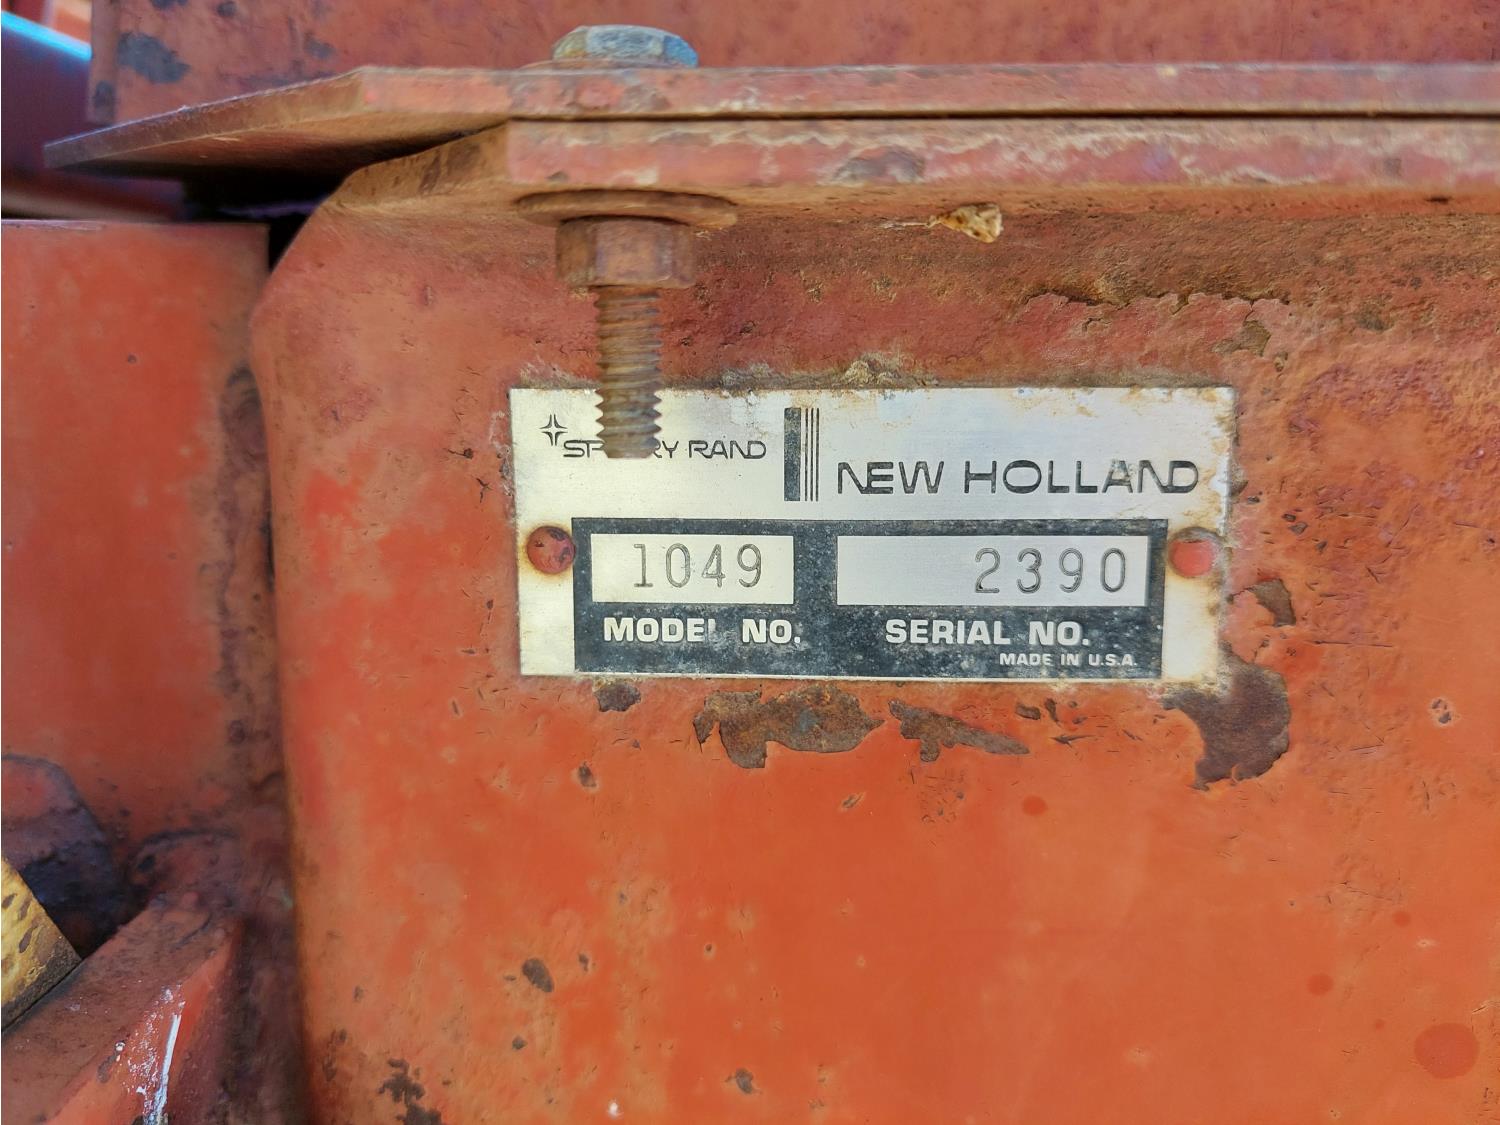 RAND
NEW HOLLAND
1049
2390
MODEL NO.
SERIAL NO.
MADE IN U.S.A.